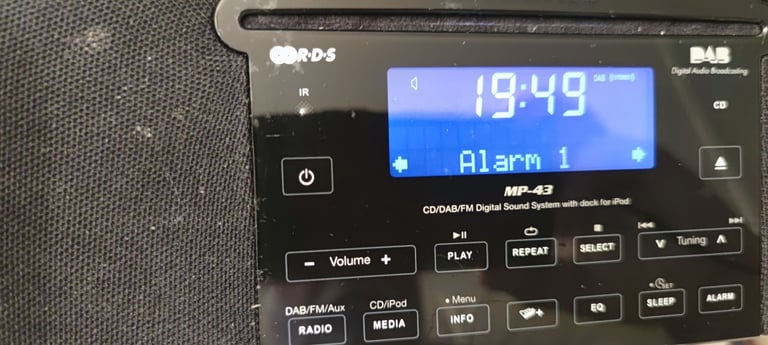 R·D·S
DAB
Digital Audio Broadcasting
IR
19:49
DAB (STEREO)
CD
Alarm 1
MP-43
CD/DAB/FM Digital Sound System with dock for iPod
− Volume +
PLAY
REPEAT
SELECT
∨ Tuning ∧
DAB/FM/Aux
CD/iPod
• Menu
• SET
RADIO
MEDIA
INFO
EQ
SLEEP
ALARM